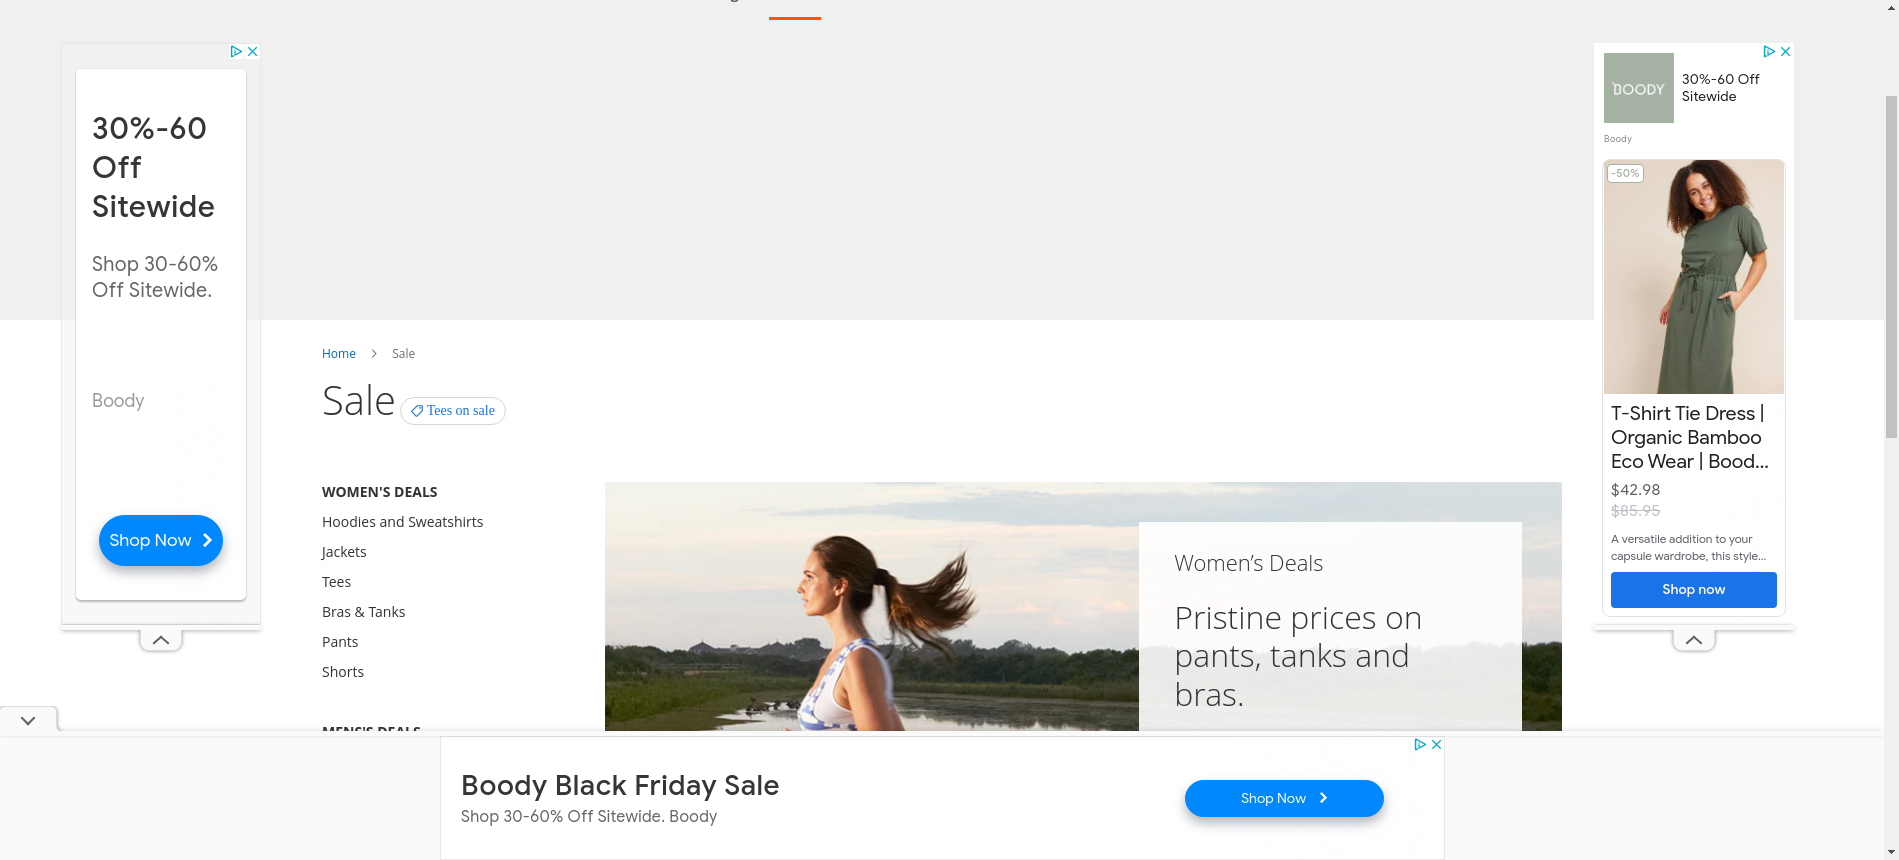 30%-60
Off
Sitewide
Shop 30-60%
Off Sitewide.
Boody
Shop Now
Home
Sale
Sale
Tees on sale
WOMEN'S DEALS
Hoodies and Sweatshirts
Jackets
Tees
Bras & Tanks
Pants
Shorts
MENS'S DEALS
Women’s Deals
Pristine prices on
pants, tanks and
bras.
BOODY
30%-60 Off
Sitewide
Boody
-50%
T-Shirt Tie Dress |
Organic Bamboo
Eco Wear | Bood...
$42.98
$85.95
A versatile addition to your
capsule wardrobe, this style...
Shop now
Boody Black Friday Sale
Shop 30-60% Off Sitewide. Boody
Shop Now